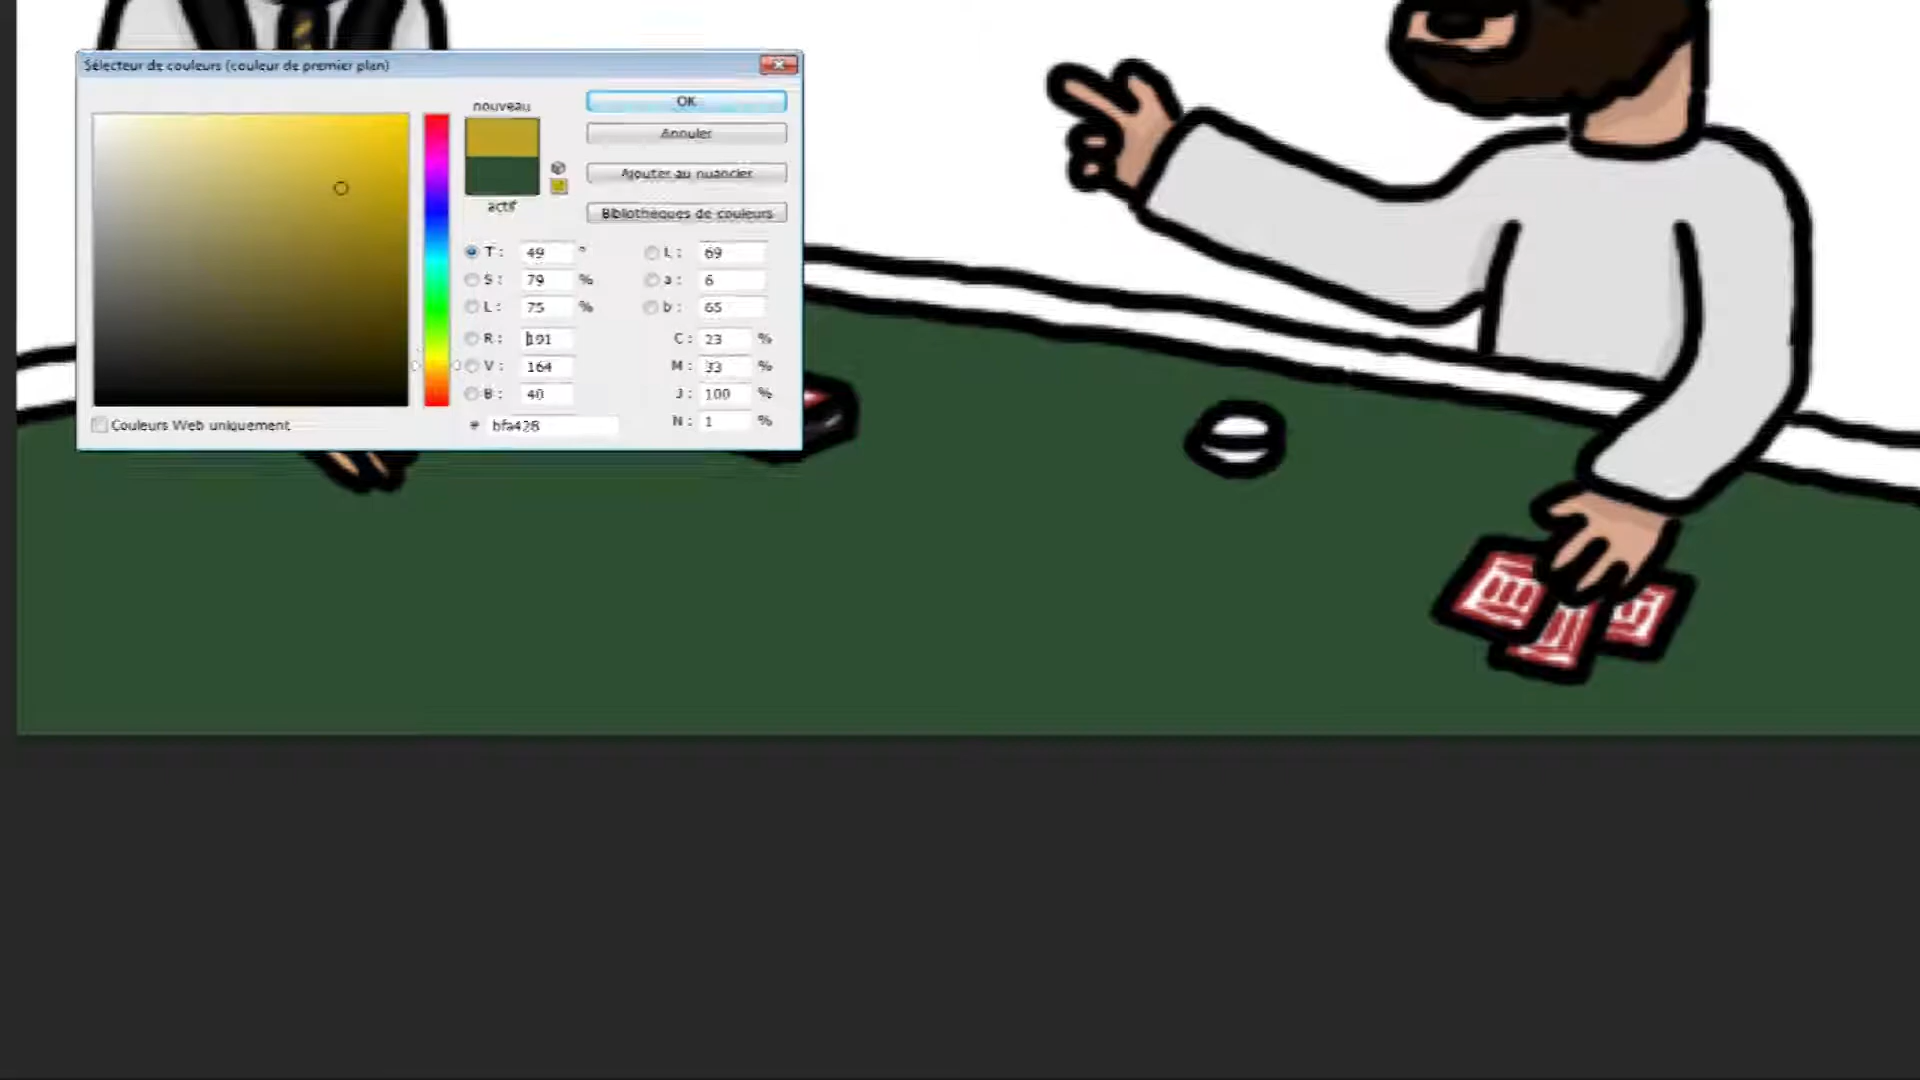 Sélecteur de couleurs (couleur de premier plan)
nouveau
actif
OK
Annuler
Ajouter au nuancier
Bibliothèques de couleurs
T : 49 °
S : 79 %
L : 75 %
R : 191
V : 164
B : 40
# bfa428
L : 69
a : 6
b : 65
C : 23 %
M : 33 %
J : 100 %
N : 1 %
Couleurs Web uniquement